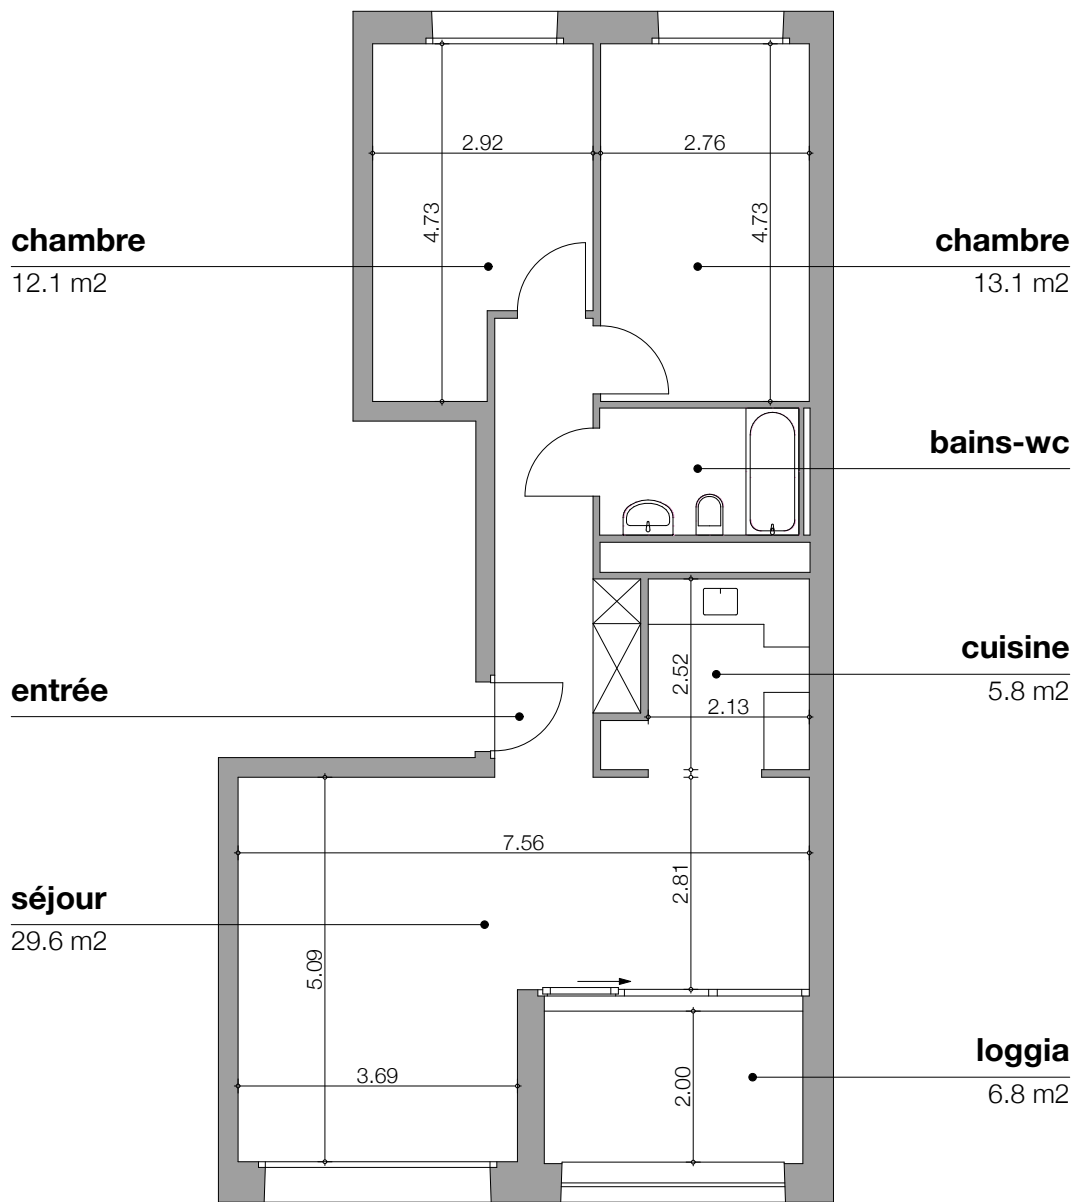 2.92
2.76
4.73
4.73
chambre
12.1 m2
chambre
13.1 m2
bains-wc
cuisine
5.8 m2
2.52
2.13
entrée
7.56
2.81
séjour
29.6 m2
5.09
3.69
2.00
loggia
6.8 m2